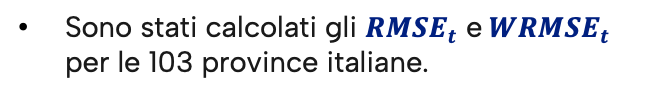 • Sono stati calcolati gli RMSEₜ e WRMSEₜ
per le 103 province italiane.